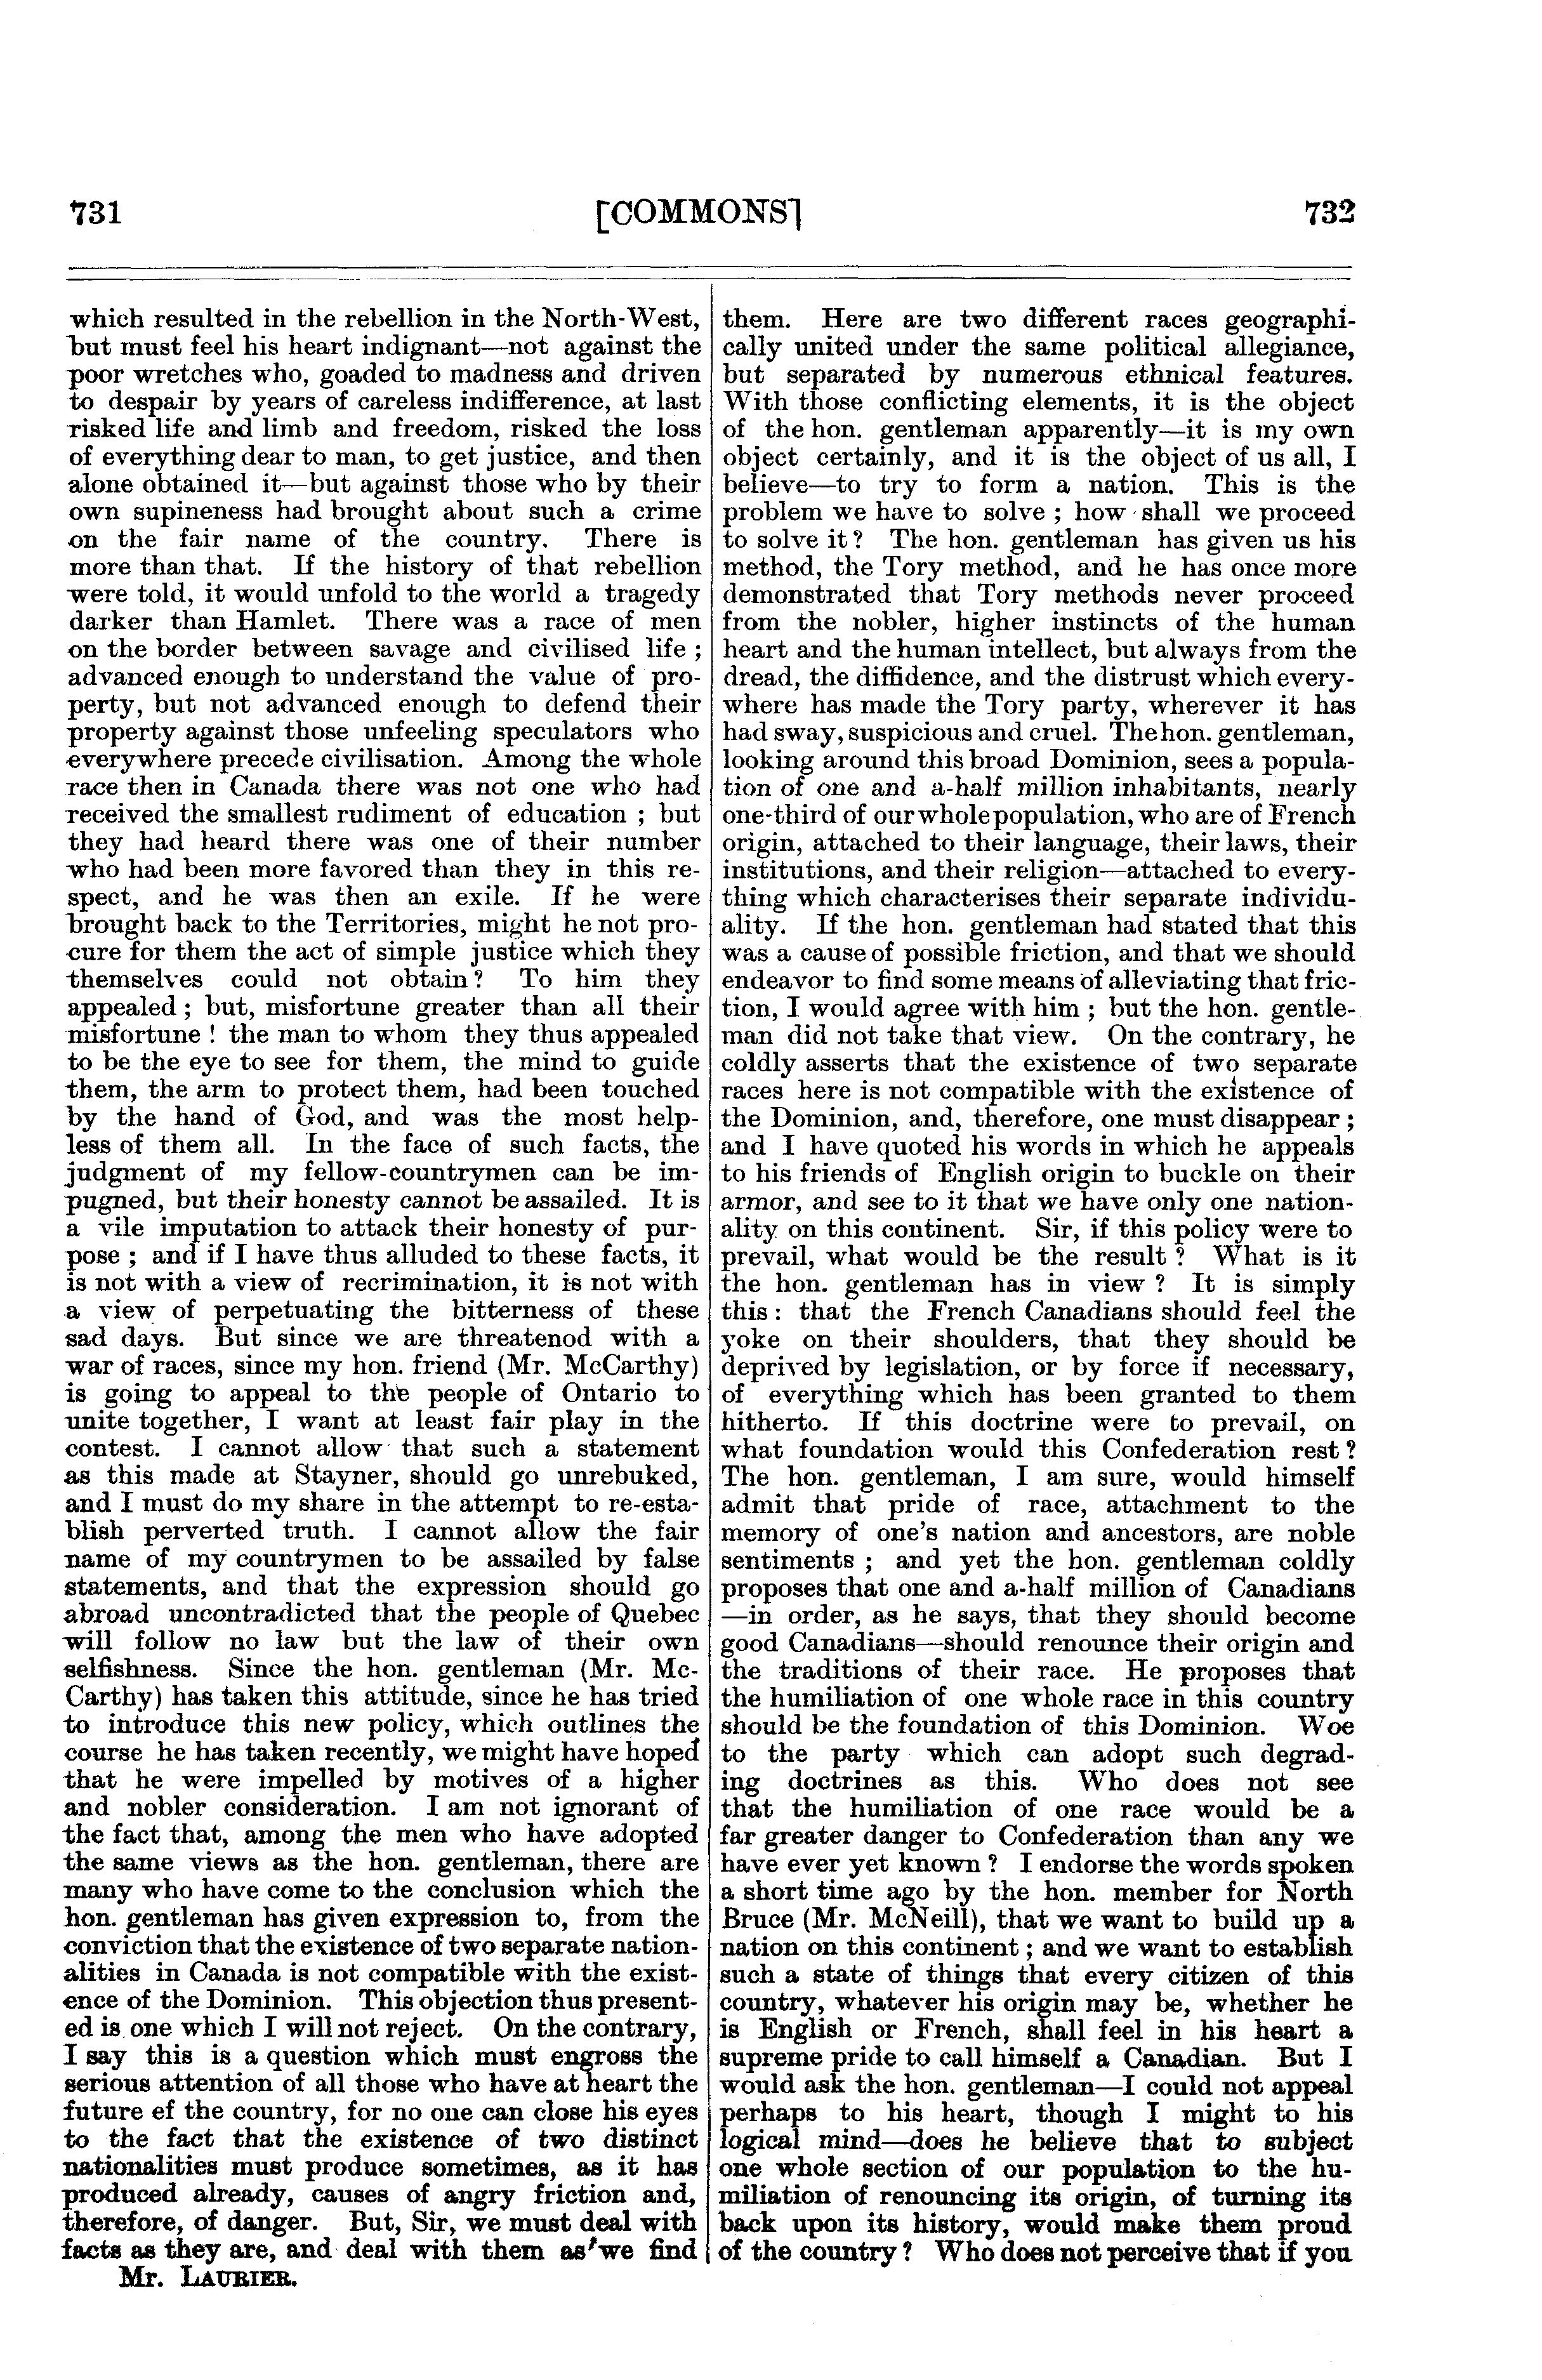 731
[COMMONS]
732
which resulted in the rebellion in the North-West,
but must feel his heart indignant—not against the
poor wretches who, goaded to madness and driven
to despair by years of careless indifference, at last
risked life and limb and freedom, risked the loss
of everything dear to man, to get justice, and then
alone obtained it—but against those who by their
own supineness had brought about such a crime
on the fair name of the country. There is
more than that. If the history of that rebellion
were told, it would unfold to the world a tragedy
darker than Hamlet. There was a race of men
on the border between savage and civilised life ;
advanced enough to understand the value of pro-
perty, but not advanced enough to defend their
property against those unfeeling speculators who
everywhere precede civilisation. Among the whole
race then in Canada there was not one who had
received the smallest rudiment of education ; but
they had heard there was one of their number
who had been more favored than they in this re-
spect, and he was then an exile. If he were
brought back to the Territories, might he not pro-
cure for them the act of simple justice which they
themselves could not obtain ? To him they
appealed ; but, misfortune greater than all their
misfortune ! the man to whom they thus appealed
to be the eye to see for them, the mind to guide
them, the arm to protect them, had been touched
by the hand of God, and was the most help-
less of them all. In the face of such facts, the
judgment of my fellow-countrymen can be im-
pugned, but their honesty cannot be assailed. It is
a vile imputation to attack their honesty of pur-
pose ; and if I have thus alluded to these facts, it
is not with a view of recrimination, it is not with
a view of perpetuating the bitterness of these
sad days. But since we are threatenod with a
war of races, since my hon. friend (Mr. McCarthy)
is going to appeal to the people of Ontario to
unite together, I want at least fair play in the
contest. I cannot allow that such a statement
as this made at Stayner, should go unrebuked,
and I must do my share in the attempt to re-esta-
blish perverted truth. I cannot allow the fair
name of my countrymen to be assailed by false
statements, and that the expression should go
abroad uncontradicted that the people of Quebec
will follow no law but the law of their own
selfishness. Since the hon. gentleman (Mr. Mc-
Carthy) has taken this attitude, since he has tried
to introduce this new policy, which outlines the
course he has taken recently, we might have hoped
that he were impelled by motives of a higher
and nobler consideration. I am not ignorant of
the fact that, among the men who have adopted
the same views as the hon. gentleman, there are
many who have come to the conclusion which the
hon. gentleman has given expression to, from the
conviction that the existence of two separate nation-
alities in Canada is not compatible with the exist-
ence of the Dominion. This objection thus present-
ed is one which I will not reject. On the contrary,
I say this is a question which must engross the
serious attention of all those who have at heart the
future ef the country, for no one can close his eyes
to the fact that the existence of two distinct
nationalities must produce sometimes, as it has
produced already, causes of angry friction and,
therefore, of danger. But, Sir, we must deal with
facts as they are, and deal with them as we find
Mr. LAURIER.
them. Here are two different races geographi-
cally united under the same political allegiance,
but separated by numerous ethnical features.
With those conflicting elements, it is the object
of the hon. gentleman apparently—it is my own
object certainly, and it is the object of us all, I
believe—to try to form a nation. This is the
problem we have to solve ; how shall we proceed
to solve it ? The hon. gentleman has given us his
method, the Tory method, and he has once more
demonstrated that Tory methods never proceed
from the nobler, higher instincts of the human
heart and the human intellect, but always from the
dread, the diffidence, and the distrust which every-
where has made the Tory party, wherever it has
had sway, suspicious and cruel. The hon. gentleman,
looking around this broad Dominion, sees a popula-
tion of one and a-half million inhabitants, nearly
one-third of our whole population, who are of French
origin, attached to their language, their laws, their
institutions, and their religion—attached to every-
thing which characterises their separate individu-
ality. If the hon. gentleman had stated that this
was a cause of possible friction, and that we should
endeavor to find some means of alleviating that fric-
tion, I would agree with him ; but the hon. gentle-
man did not take that view. On the contrary, he
coldly asserts that the existence of two separate
races here is not compatible with the existence of
the Dominion, and, therefore, one must disappear ;
and I have quoted his words in which he appeals
to his friends of English origin to buckle on their
armor, and see to it that we have only one nation-
ality on this continent. Sir, if this policy were to
prevail, what would be the result ? What is it
the hon. gentleman has in view ? It is simply
this : that the French Canadians should feel the
yoke on their shoulders, that they should be
deprived by legislation, or by force if necessary,
of everything which has been granted to them
hitherto. If this doctrine were to prevail, on
what foundation would this Confederation rest ?
The hon. gentleman, I am sure, would himself
admit that pride of race, attachment to the
memory of one's nation and ancestors, are noble
sentiments ; and yet the hon. gentleman coldly
proposes that one and a-half million of Canadians
—in order, as he says, that they should become
good Canadians—should renounce their origin and
the traditions of their race. He proposes that
the humiliation of one whole race in this country
should be the foundation of this Dominion. Woe
to the party which can adopt such degrad-
ing doctrines as this. Who does not see
that the humiliation of one race would be a
far greater danger to Confederation than any we
have ever yet known ? I endorse the words spoken
a short time ago by the hon. member for North
Bruce (Mr. McNeill), that we want to build up a
nation on this continent ; and we want to establish
such a state of things that every citizen of this
country, whatever his origin may be, whether he
is English or French, shall feel in his heart a
supreme pride to call himself a Canadian. But I
would ask the hon. gentleman—I could not appeal
perhaps to his heart, though I might to his
logical mind—does he believe that to subject
one whole section of our population to the hu-
miliation of renouncing its origin, of turning its
back upon its history, would make them proud
of the country ? Who does not perceive that if you